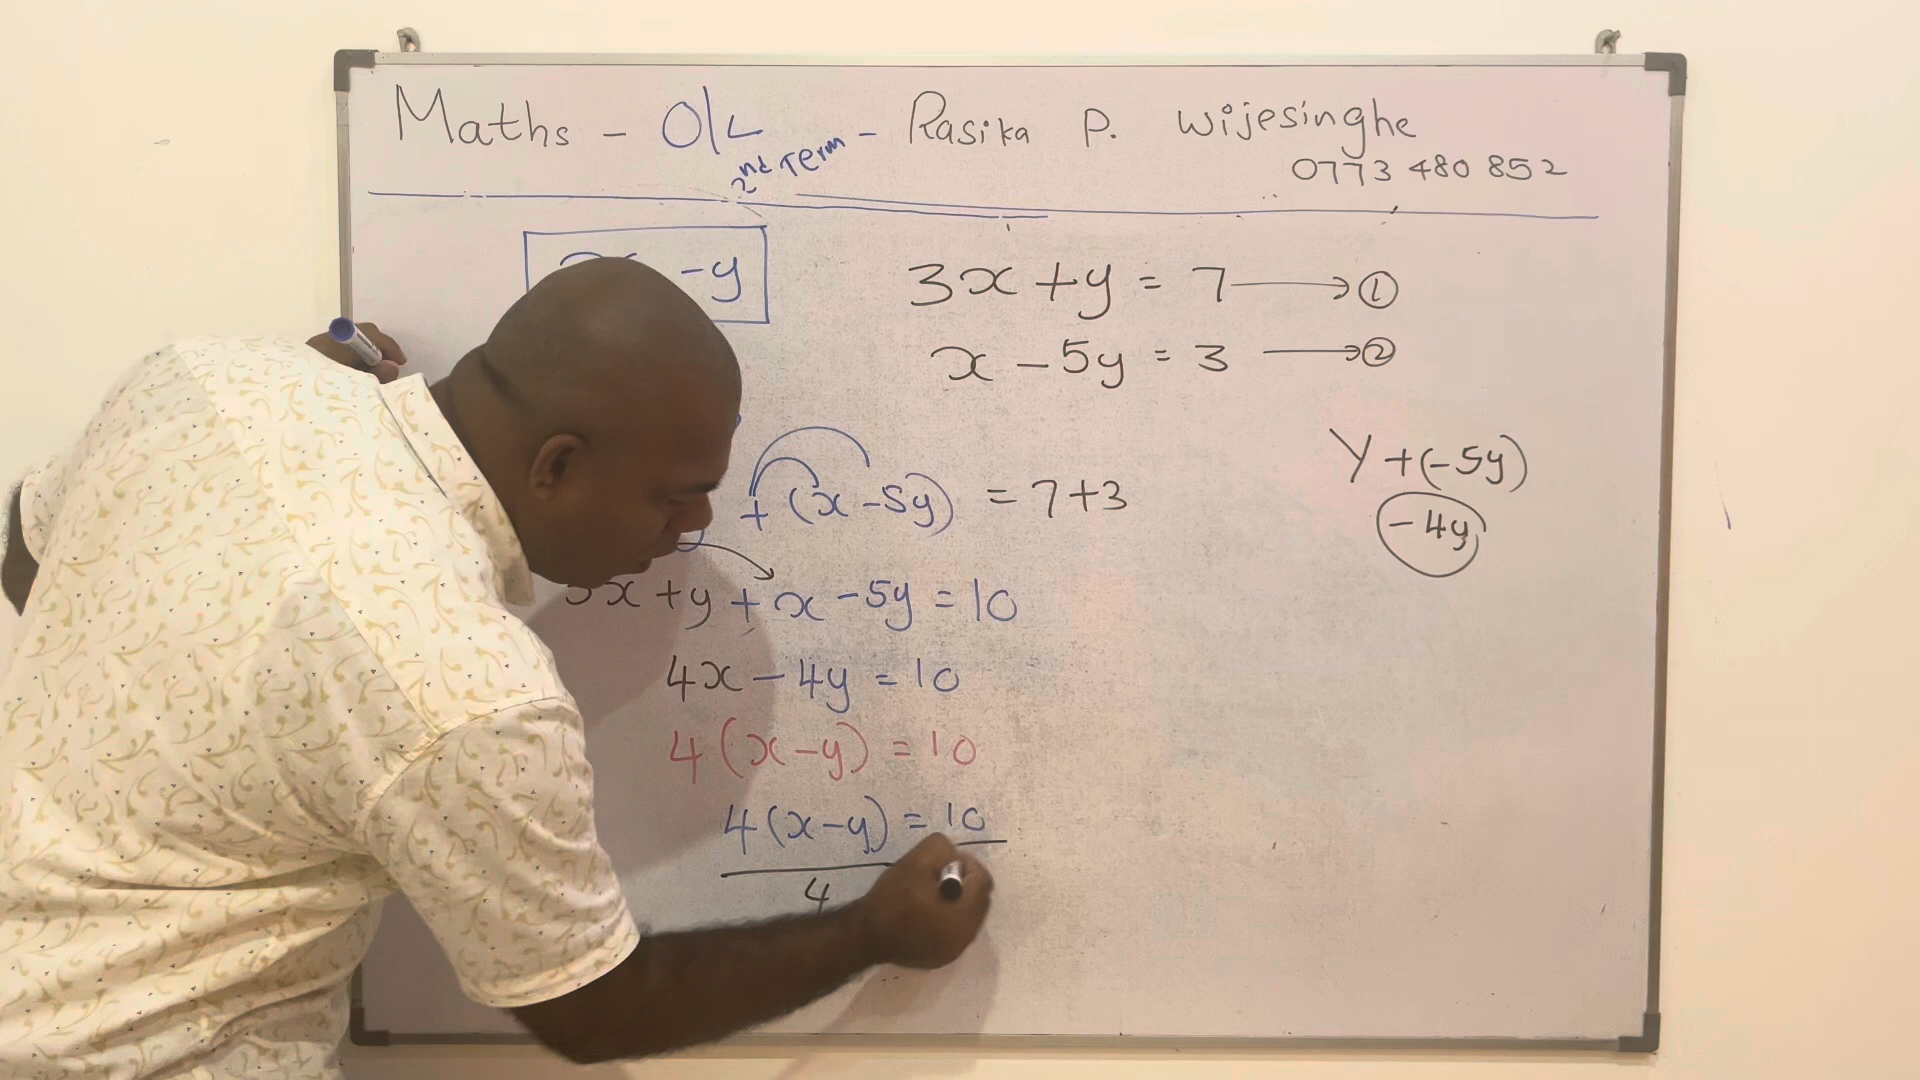 Maths - O/L - Rasika P. Wijesinghe
2nd Term
0773 480 852
-y
3x + y = 7 → ①
x - 5y = 3 → ②
y + (-5y)
-4y
+ (x - 5y) = 7 + 3
3x + y + x - 5y = 10
4x - 4y = 10
4(x - y) = 10
4(x - y) = 10
4